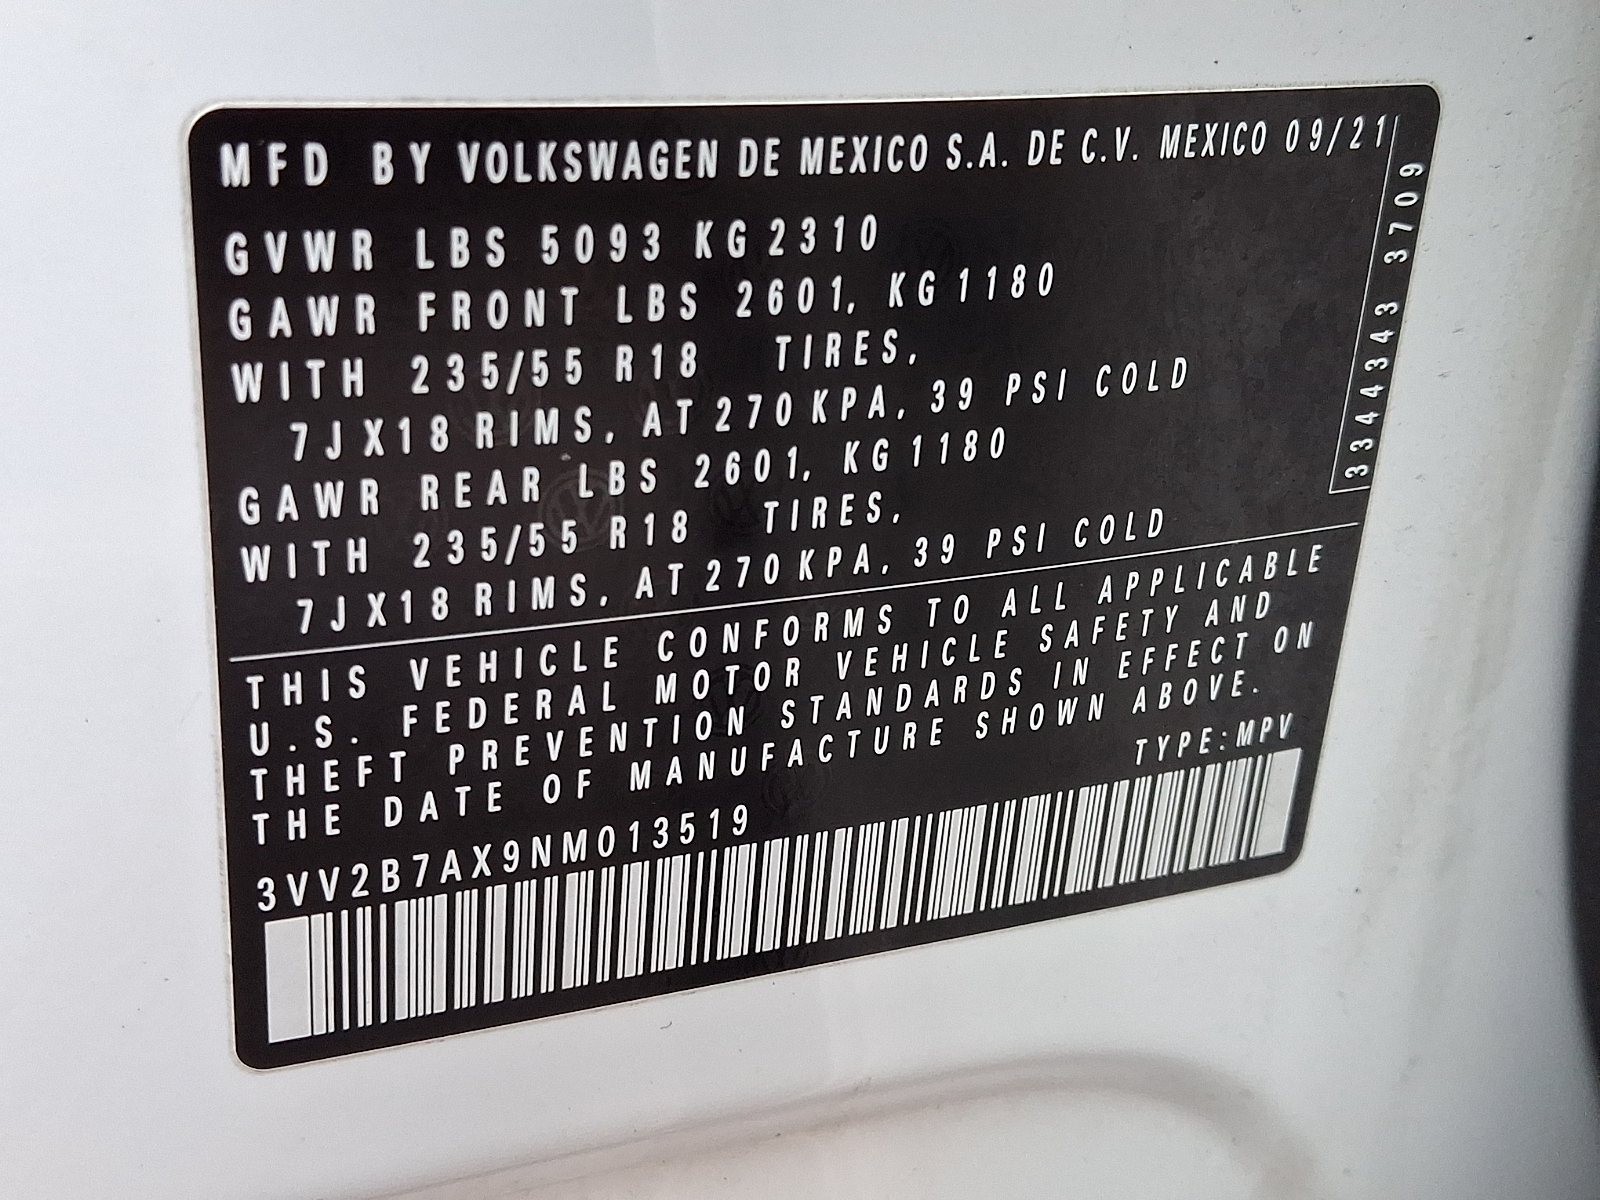 MFD BY VOLKSWAGEN DE MEXICO S.A. DE C.V. MEXICO 09/21
GVWR LBS 5093 KG 2310
GAWR FRONT LBS 2601, KG 1180
WITH 235/55 R18 TIRES,
7JX18 RIMS, AT 270 KPA, 39 PSI COLD
GAWR REAR LBS 2601, KG 1180
WITH 235/55 R18 TIRES,
7JX18 RIMS, AT 270 KPA, 39 PSI COLD
3344343 3709
THIS VEHICLE CONFORMS TO ALL APPLICABLE
U.S. FEDERAL MOTOR VEHICLE SAFETY AND
THEFT PREVENTION STANDARDS IN EFFECT ON
THE DATE OF MANUFACTURE SHOWN ABOVE.
TYPE:MPV
3VV2B7AX9NM013519